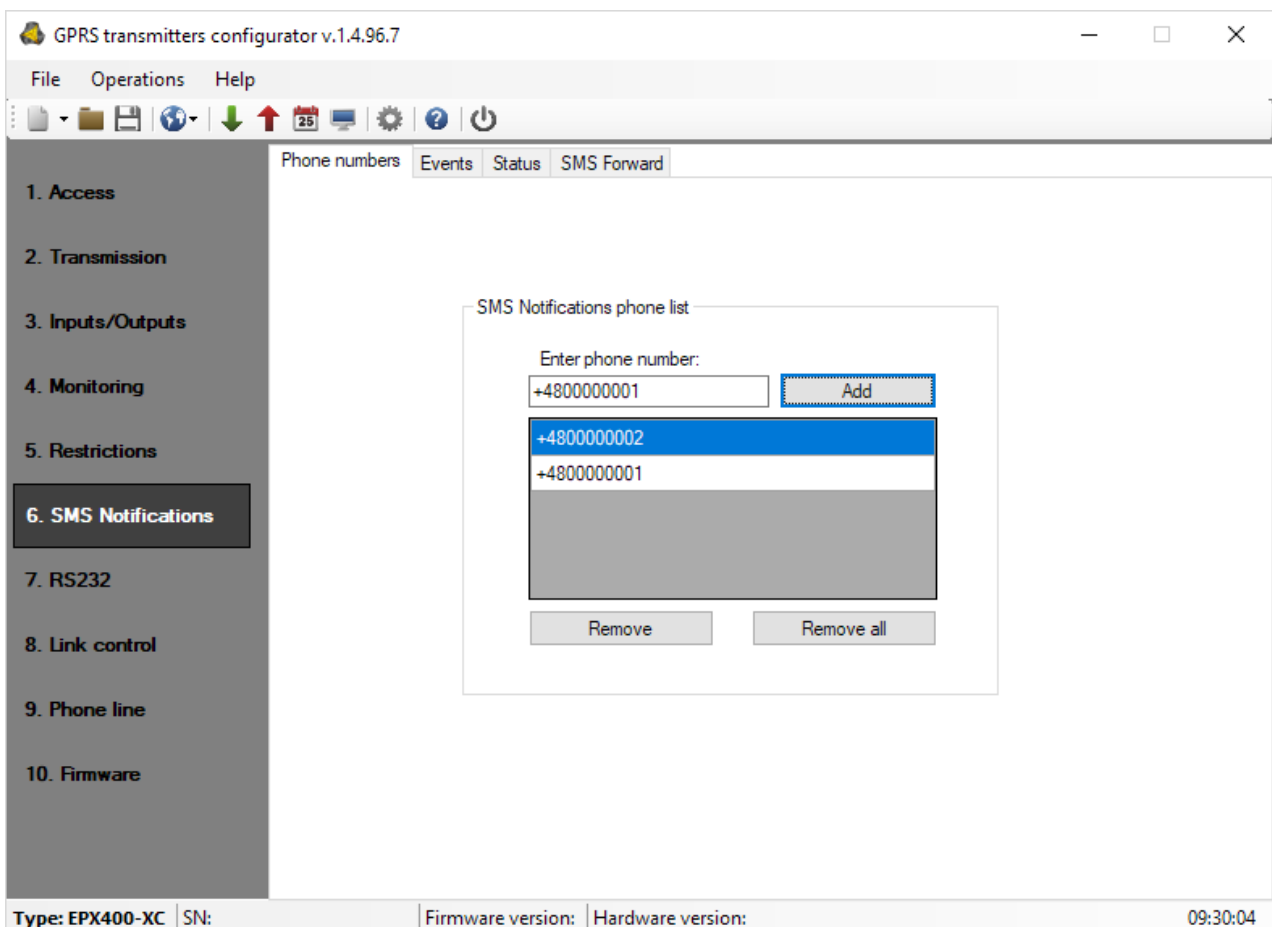 GPRS transmitters configurator v.1.4.96.7
File Operations Help
25
Phone numbers Events Status SMS Forward
1. Access
2. Transmission
3. Inputs/Outputs
4. Monitoring
5. Restrictions
6. SMS Notifications
7. RS232
8. Link control
9. Phone line
10. Firmware
SMS Notifications phone list
Enter phone number:
+4800000001 Add
+4800000002
+4800000001
Remove Remove all
Type: EPX400-XC SN: Firmware version: Hardware version: 09:30:04